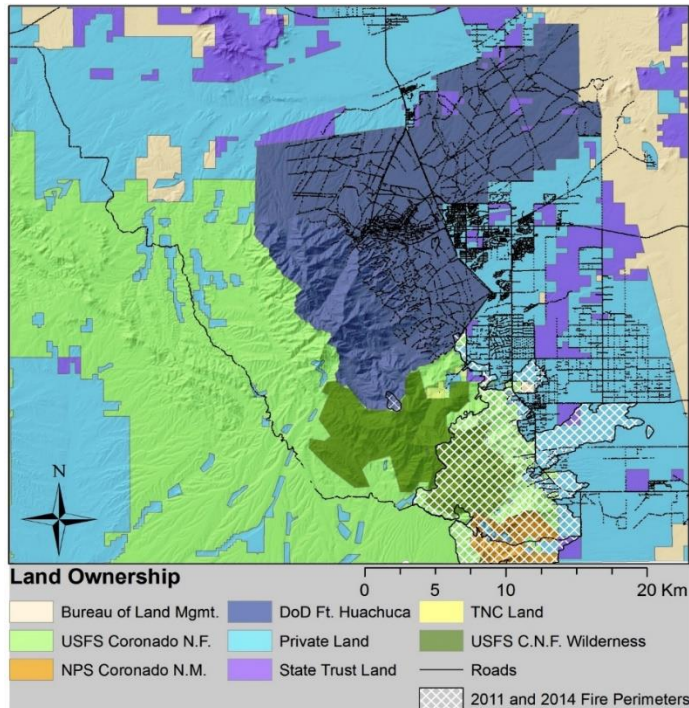 N
Land Ownership
0 5 10 20 Km
Bureau of Land Mgmt.
DoD Ft. Huachuca
TNC Land
USFS Coronado N.F.
Private Land
USFS C.N.F. Wilderness
NPS Coronado N.M.
State Trust Land
Roads
2011 and 2014 Fire Perimeters